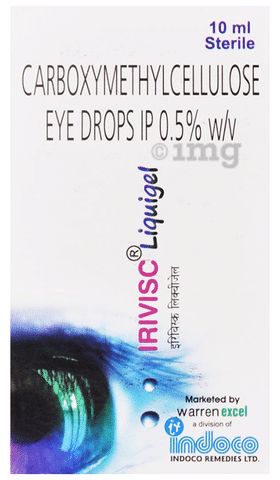 10 ml
Sterile
CARBOXYMETHYLCELLULOSE
EYE DROPS IP 0.5% w/v
© 1mg
IRIVISC® Liquigel
इरिविस्क लिक्वीजेल
Marketed by
warren excel
a division of
indoco
INDOCO REMEDIES LTD.